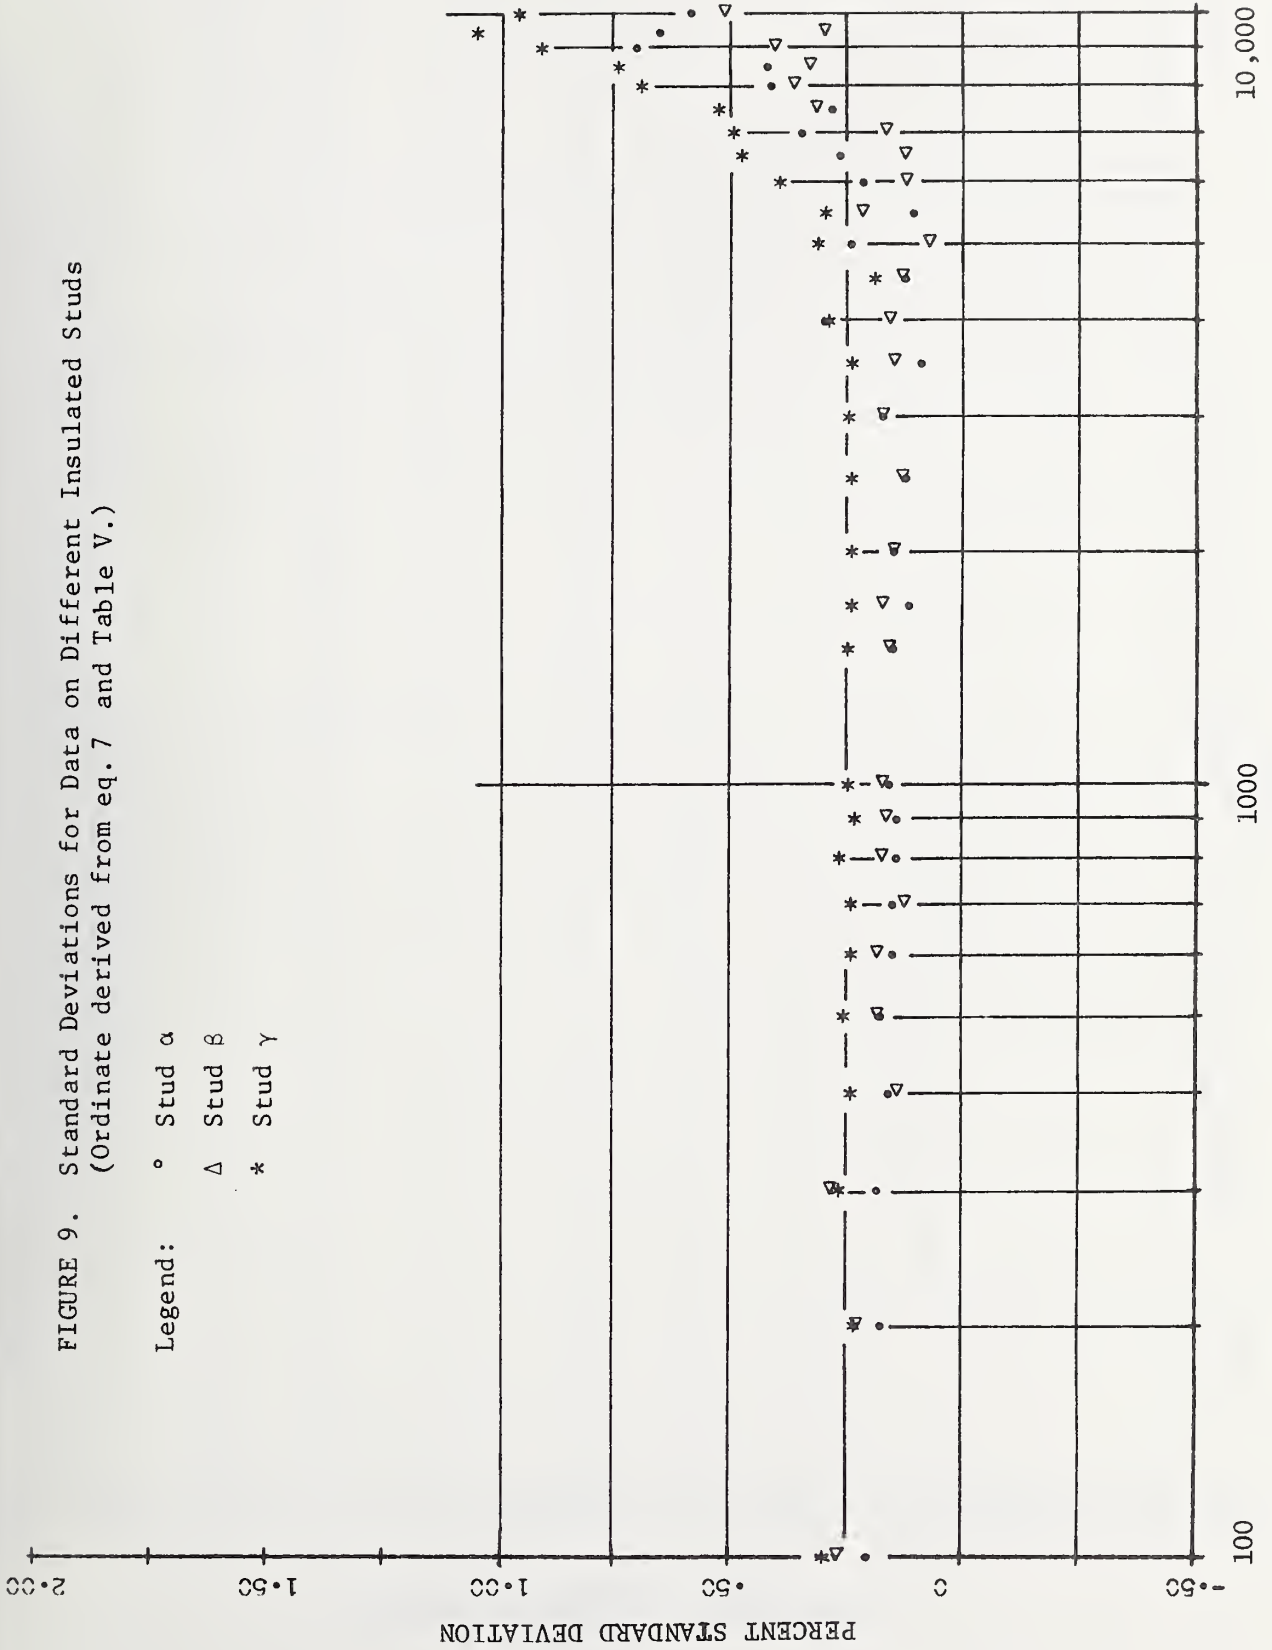 FIGURE 9. Standard Deviations for Data on Different Insulated Studs
(Ordinate derived from eq. 7 and Table V.)
Legend:
° Stud α
Δ Stud β
* Stud γ
PERCENT STANDARD DEVIATION
2.00
1.50
1.00
.50
0
-.50
100
1000
10,000